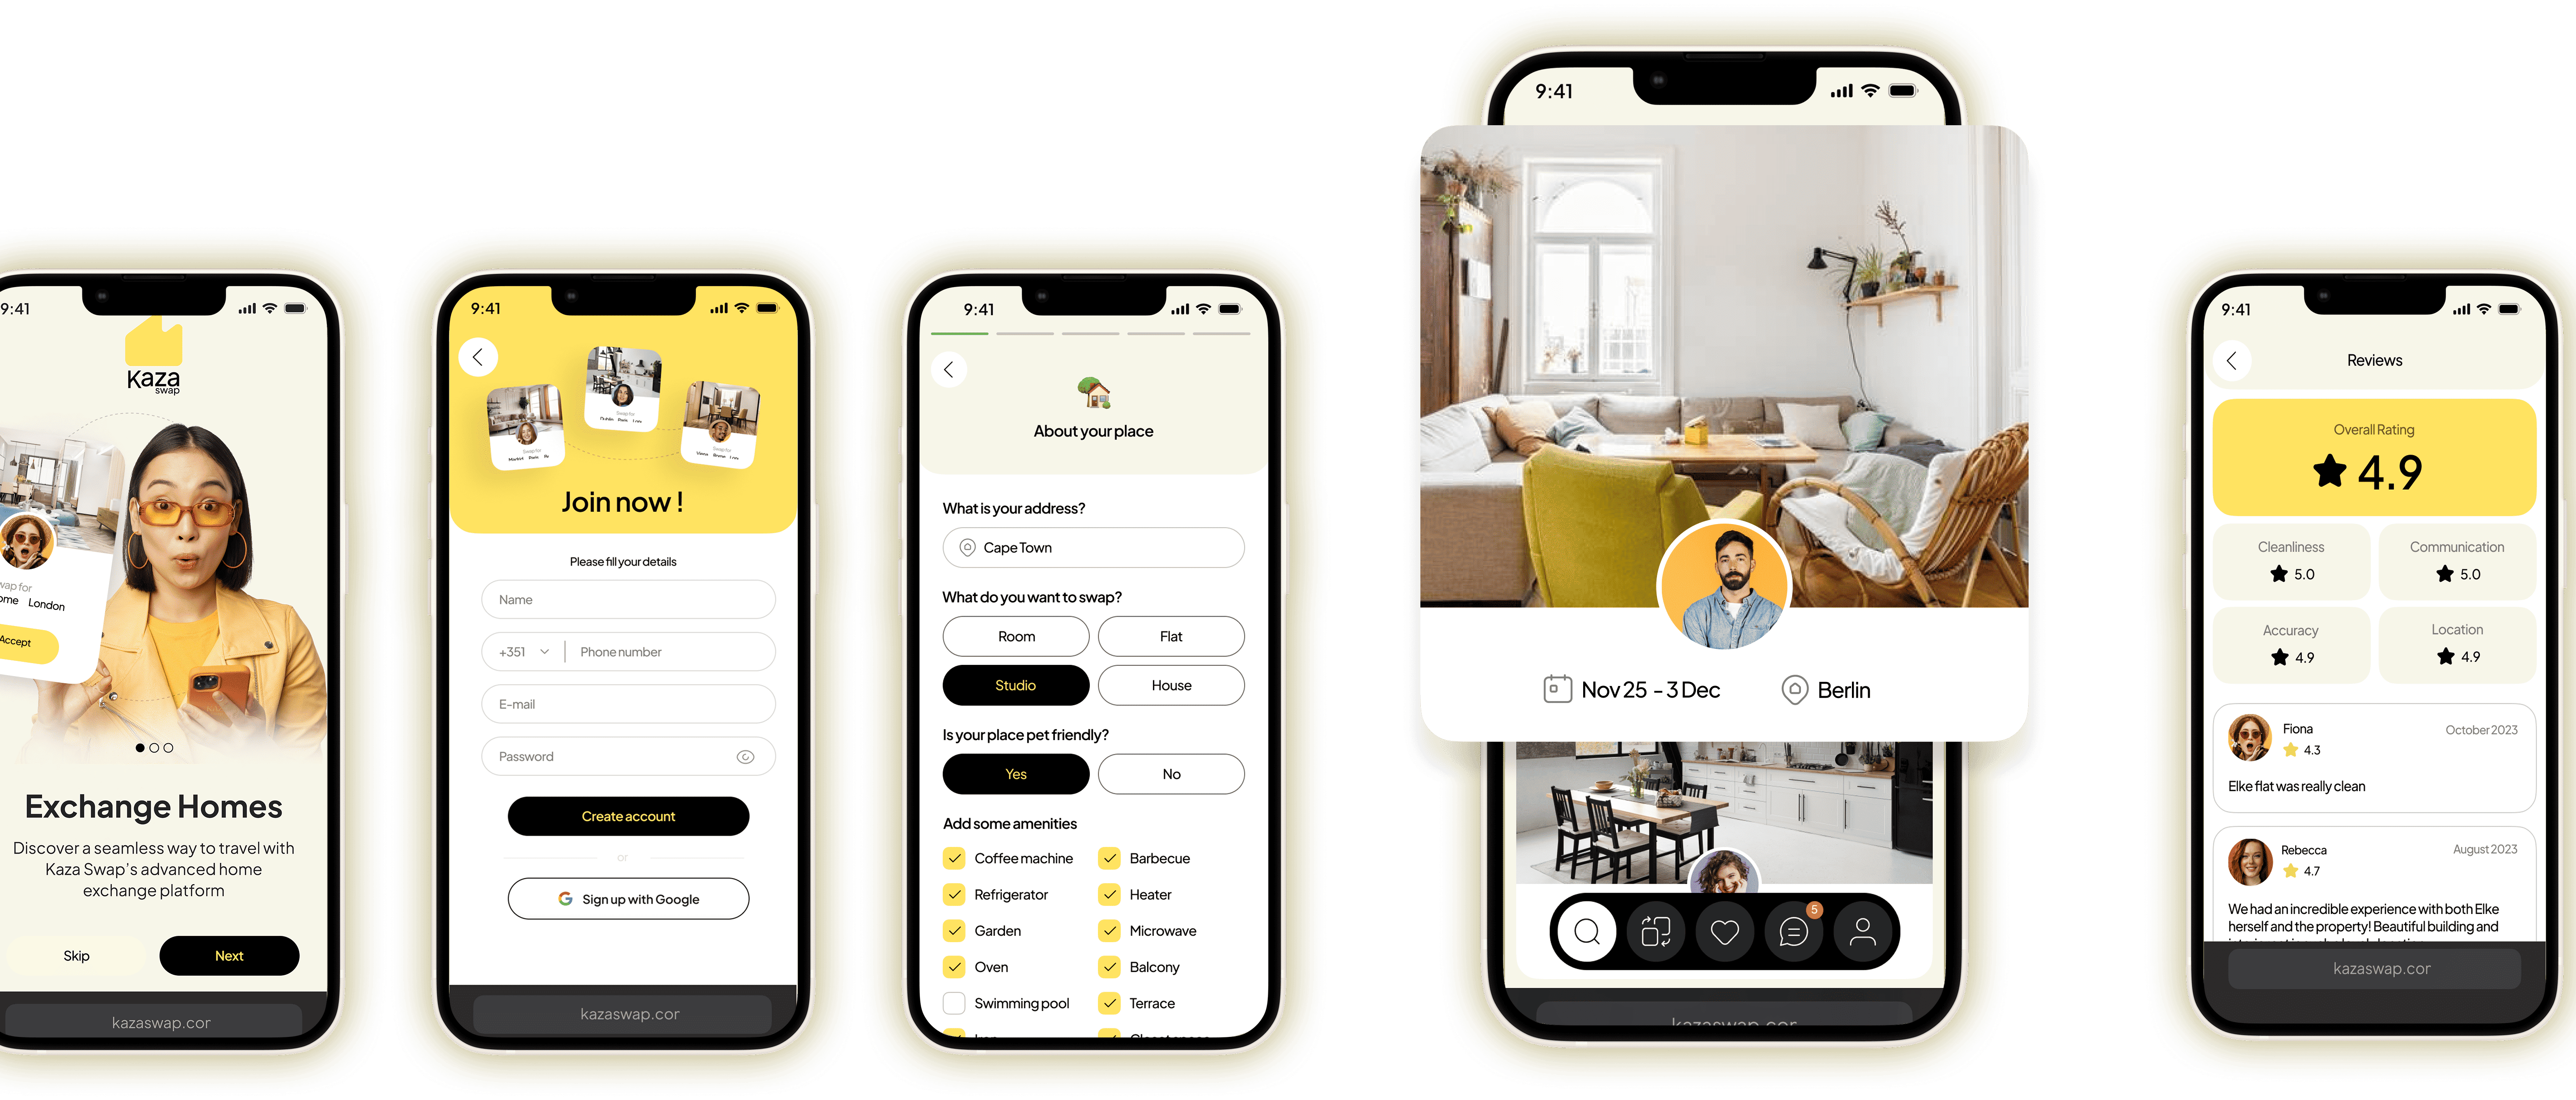 9:41
Kaza
swap
swap for
ome London
Accept
Exchange Homes
Discover a seamless way to travel with
Kaza Swap's advanced home
exchange platform
Skip
Next
kazaswap.cor
9:41
Swap for
Swap for
Swap for
Join now !
Please fill your details
Name
+351
Phone number
E-mail
Password
Create account
or
Sign up with Google
kazaswap.cor
9:41
About your place
What is your address?
Cape Town
What do you want to swap?
Room
Flat
Studio
House
Is your place pet friendly?
Yes
No
Add some amenities
Coffee machine
Barbecue
Refrigerator
Heater
Garden
Microwave
Oven
Balcony
Swimming pool
Terrace
9:41
Nov 25 - 3 Dec
Berlin
5
kazaswap.cor
9:41
Reviews
Overall Rating
4.9
Cleanliness
5.0
Communication
5.0
Accuracy
4.9
Location
4.9
Fiona
October 2023
4.3
Elke flat was really clean
Rebecca
August 2023
4.7
We had an incredible experience with both Elke
herself and the property! Beautiful building and
kazaswap.cor